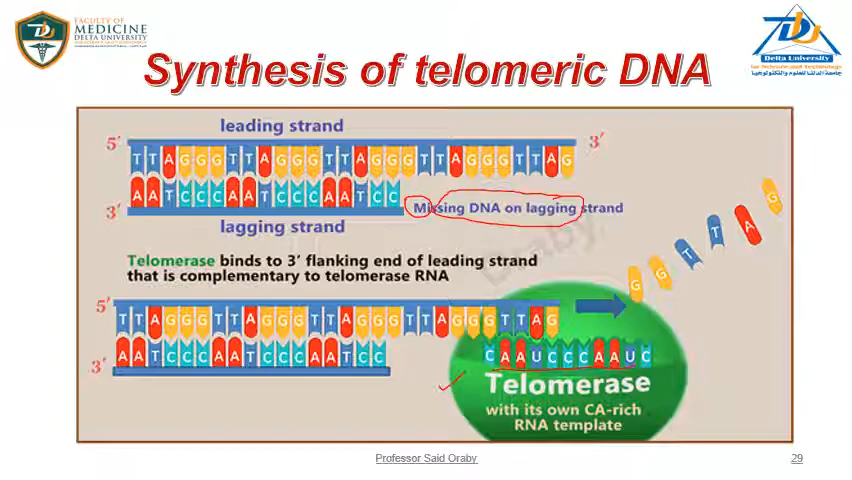 FACULTY OF
MEDICINE
DELTA UNIVERSITY
Delta University
for Science and Technology
جامعة الدلتا للعلوم والتكنولوجيا
Synthesis of telomeric DNA
leading strand
5′ TTAGGGTTAGGGTTAGGGTTAGGGTTAG 3′
3′ AATCCCAATCCCAATCC
Missing DNA on lagging strand
lagging strand
Oraby
Telomerase binds to 3′ flanking end of leading strand
that is complementary to telomerase RNA
GGTTAG
5′ TTAGGGTTAGGGTTAGGGTTAGGGTTAG
3′ AATCCCAATCCCAATCC
CAAUCCCAAUC
Telomerase
with its own CA-rich
RNA template
Professor Said Oraby
29